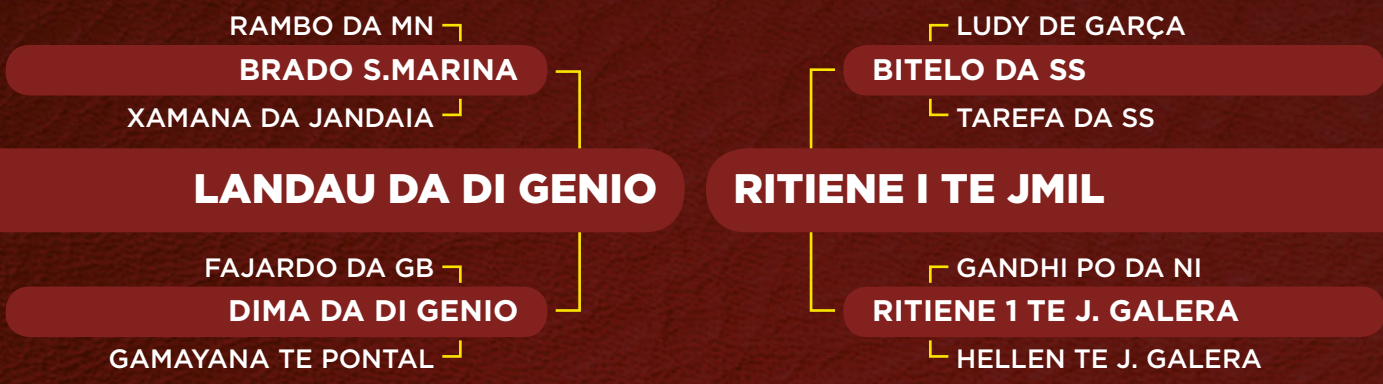 RAMBO DA MN
BRADO S.MARINA
XAMANA DA JANDAIA
LANDAU DA DI GENIO
FAJARDO DA GB
DIMA DA DI GENIO
GAMAYANA TE PONTAL
LUDY DE GARÇA
BITELO DA SS
TAREFA DA SS
RITIENE I TE JMIL
GANDHI PO DA NI
RITIENE 1 TE J. GALERA
HELLEN TE J. GALERA